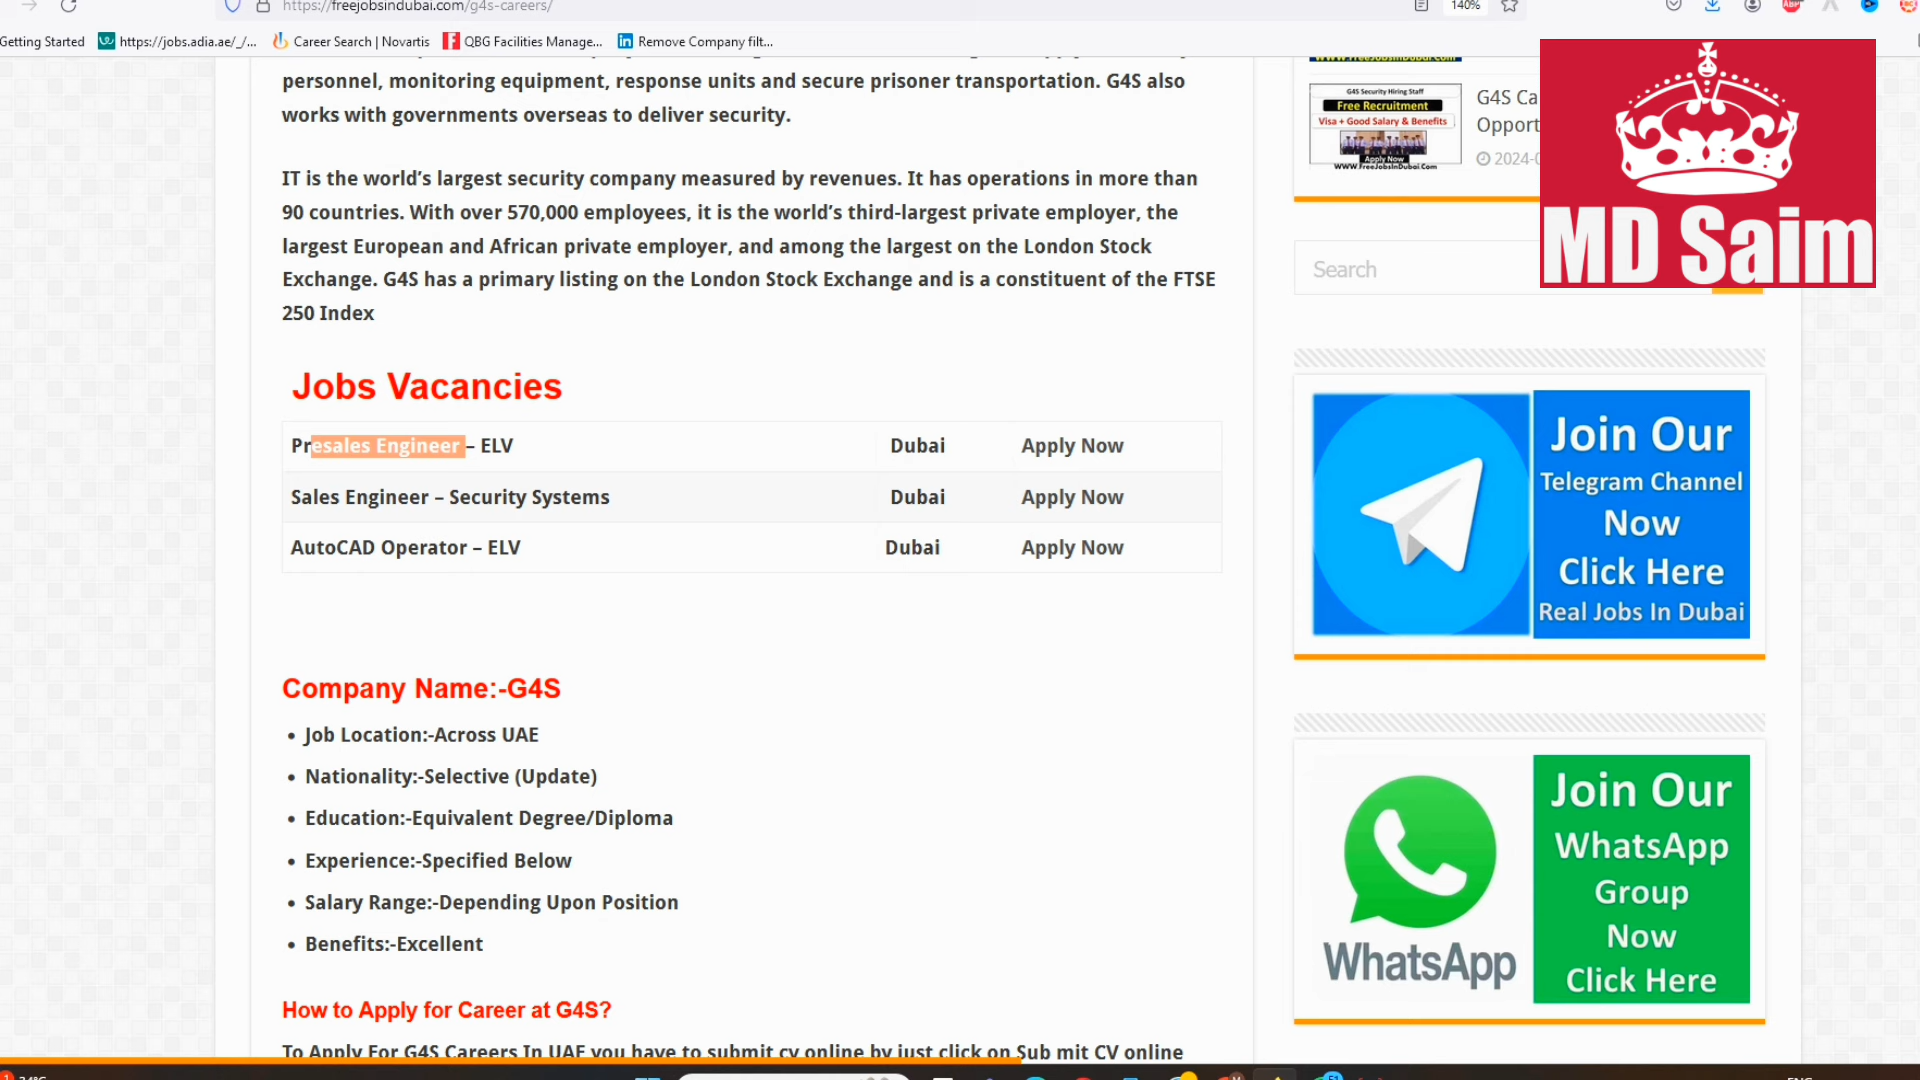 https://freejobsindubai.com/g4s-careers/
140%
Getting Started
https://jobs.adia.ae/_/...
Career Search | Novartis
QBG Facilities Manage...
Remove Company filt...
personnel, monitoring equipment, response units and secure prisoner transportation. G4S also
works with governments overseas to deliver security.
IT is the world’s largest security company measured by revenues. It has operations in more than
90 countries. With over 570,000 employees, it is the world’s third-largest private employer, the
largest European and African private employer, and among the largest on the London Stock
Exchange. G4S has a primary listing on the London Stock Exchange and is a constituent of the FTSE
250 Index
Jobs Vacancies
Presales Engineer – ELV Dubai Apply Now
Sales Engineer – Security Systems Dubai Apply Now
AutoCAD Operator – ELV Dubai Apply Now
Company Name:-G4S
• Job Location:-Across UAE
• Nationality:-Selective (Update)
• Education:-Equivalent Degree/Diploma
• Experience:-Specified Below
• Salary Range:-Depending Upon Position
• Benefits:-Excellent
How to Apply for Career at G4S?
To Apply For G4S Careers In UAE you have to submit cv online by just click on Sub mit CV online
G4S Security Hiring Staff
Free Recruitment
Visa + Good Salary & Benefits
Apply Now
WWW.FreeJobsInDubai.Com
G4S Ca
Opport
2024-0
MD Saim
Search
Join Our
Telegram Channel
Now
Click Here
Real Jobs In Dubai
WhatsApp
Join Our
WhatsApp
Group
Now
Click Here